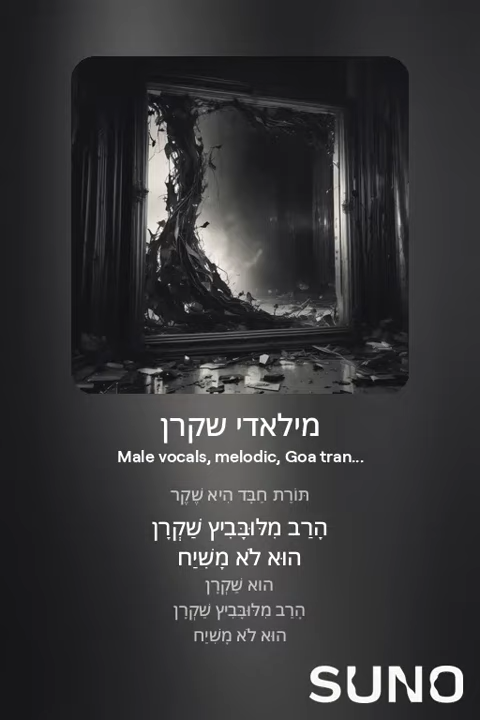 מילאדי שקרן
Male vocals, melodic, Goa tran...
תּוֹרַת חַבָּד הִיא שֶׁקֶר
הָרַב מִלּוּבַּבִיץ שַׁקְרָן
הוּא לֹא מָשִׁיחַ
הוּא שַׁקְרָן
הָרַב מִלּוּבַּבִיץ שַׁקְרָן
הוּא לֹא מָשִׁיחַ
SUNO